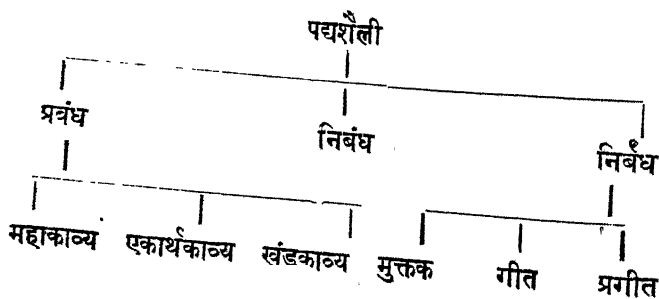 पद्यशैली
प्रबंध निबंध निर्बंध
महाकाव्य एकार्थकाव्य खंडकाव्य मुक्तक गीत प्रगीत